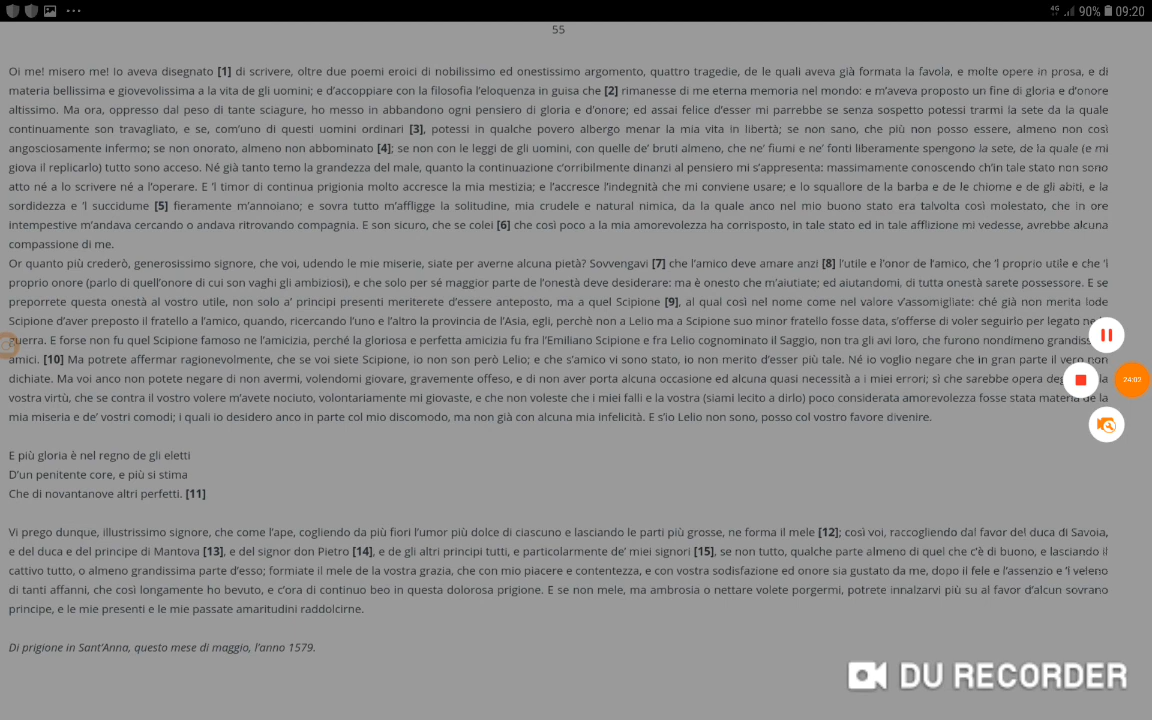 4G 90% 09:20
55
Oi me! misero me! Io aveva disegnato [1] di scrivere, oltre due poemi eroici di nobilissimo ed onestissimo argomento, quattro tragedie, de le quali aveva già formata la favola, e molte opere in prosa, e di
materia bellissima e giovevolissima a la vita de gli uomini; e d'accoppiare con la filosofia l'eloquenza in guisa che [2] rimanesse di me eterna memoria nel mondo: e m'aveva proposto un fine di gloria e d'onore
altissimo. Ma ora, oppresso dal peso di tante sciagure, ho messo in abbandono ogni pensiero di gloria e d'onore; ed assai felice d'esser mi parrebbe se senza sospetto potessi trarmi la sete da la quale
continuamente son travagliato, e se, com'uno di questi uomini ordinari [3], potessi in qualche povero albergo menar la mia vita in libertà; se non sano, che più non posso essere, almeno non così
angosciosamente infermo; se non onorato, almeno non abbominato [4]; se non con le leggi de gli uomini, con quelle de' bruti almeno, che ne' fiumi e ne' fonti liberamente spengono la sete, de la quale (e mi
giova il replicarlo) tutto sono acceso. Né già tanto temo la grandezza del male, quanto la continuazione c'orribilmente dinanzi al pensiero mi s'appresenta: massimamente conoscendo ch'in tale stato non sono
atto né a lo scrivere né a l'operare. E 'l timor di continua prigionia molto accresce la mia mestizia; e l'accresce l'indegnità che mi conviene usare; e lo squallore de la barba e de le chiome e de gli abiti, e la
sordidezza e 'l succidume [5] fieramente m'annoiano; e sovra tutto m'affligge la solitudine, mia crudele e natural nimica, da la quale anco nel mio buono stato era talvolta così molestato, che in ore
intempestive m'andava cercando o andava ritrovando compagnia. E son sicuro, che se colei [6] che così poco a la mia amorevolezza ha corrisposto, in tale stato ed in tale afflizione mi vedesse, avrebbe alcuna
compassione di me.
Or quanto più crederò, generosissimo signore, che voi, udendo le mie miserie, siate per averne alcuna pietà? Sovvengavi [7] che l'amico deve amare anzi [8] l'utile e l'onor de l'amico, che 'l proprio utile e che 'l
proprio onore (parlo di quell'onore di cui son vaghi gli ambiziosi), e che solo per sé maggior parte de l'onestà deve desiderare: ma è onesto che m'aiutiate; ed aiutandomi, di tutta onestà sarete possessore. E se
preporrete questa onestà al vostro utile, non solo a' principi presenti meriterete d'essere anteposto, ma a quel Scipione [9], al qual così nel nome come nel valore v'assomigliate: ché già non merita lode
Scipione d'aver preposto il fratello a l'amico, quando, ricercando l'uno e l'altro la provincia de l'Asia, egli, perchè non a Lelio ma a Scipione suo minor fratello fosse data, s'offerse di voler seguirlo per legato
guerra. E forse non fu quel Scipione famoso ne l'amicizia, perché la gloriosa e perfetta amicizia fu fra l'Emiliano Scipione e fra Lelio cognominato il Saggio, non tra gli avi loro, che furono nondimeno
amici. [10] Ma potrete affermar ragionevolmente, che se voi siete Scipione, io non son però Lelio; e che s'amico vi sono stato, io non merito d'esser più tale. Né io voglio negare che in gran parte il vero non
dichiate. Ma voi anco non potete negare di non avermi, volendomi giovare, gravemente offeso, e di non aver porta alcuna occasione ed alcuna quasi necessità a i miei errori; sì che sarebbe opera
vostra virtù, che se contra il vostro volere m'avete nociuto, volontariamente mi giovaste, e che non voleste che i miei falli e la vostra (siami lecito a dirlo) poco considerata amorevolezza fosse stata materia de la
mia miseria e de' vostri comodi; i quali io desidero anco in parte col mio discomodo, ma non già con alcuna mia infelicità. E s'io Lelio non sono, posso col vostro favore divenire.
E più gloria è nel regno de gli eletti
D'un penitente core, e più si stima
Che di novantanove altri perfetti. [11]
Vi prego dunque, illustrissimo signore, che come l'ape, cogliendo da più fiori l'umor più dolce di ciascuno e lasciando le parti più grosse, ne forma il mele [12]; così voi, raccogliendo dal favor del duca di Savoia,
e del duca e del principe di Mantova [13], e del signor don Pietro [14], e de gli altri principi tutti, e particolarmente de' miei signori [15], se non tutto, qualche parte almeno di quel che c'è di buono, e lasciando il
cattivo tutto, o almeno grandissima parte d'esso; formiate il mele de la vostra grazia, che con mio piacere e contentezza, e con vostra sodisfazione ed onore sia gustato da me, dopo il fele e l'assenzio e 'l veleno
di tanti affanni, che così longamente ho bevuto, e c'ora di continuo beo in questa dolorosa prigione. E se non mele, ma ambrosia o nettare volete porgermi, potrete innalzarvi più su al favor d'alcun sovrano
principe, e le mie presenti e le mie passate amaritudini raddolcirne.
Di prigione in Sant'Anna, questo mese di maggio, l'anno 1579.
24:02
DU RECORDER